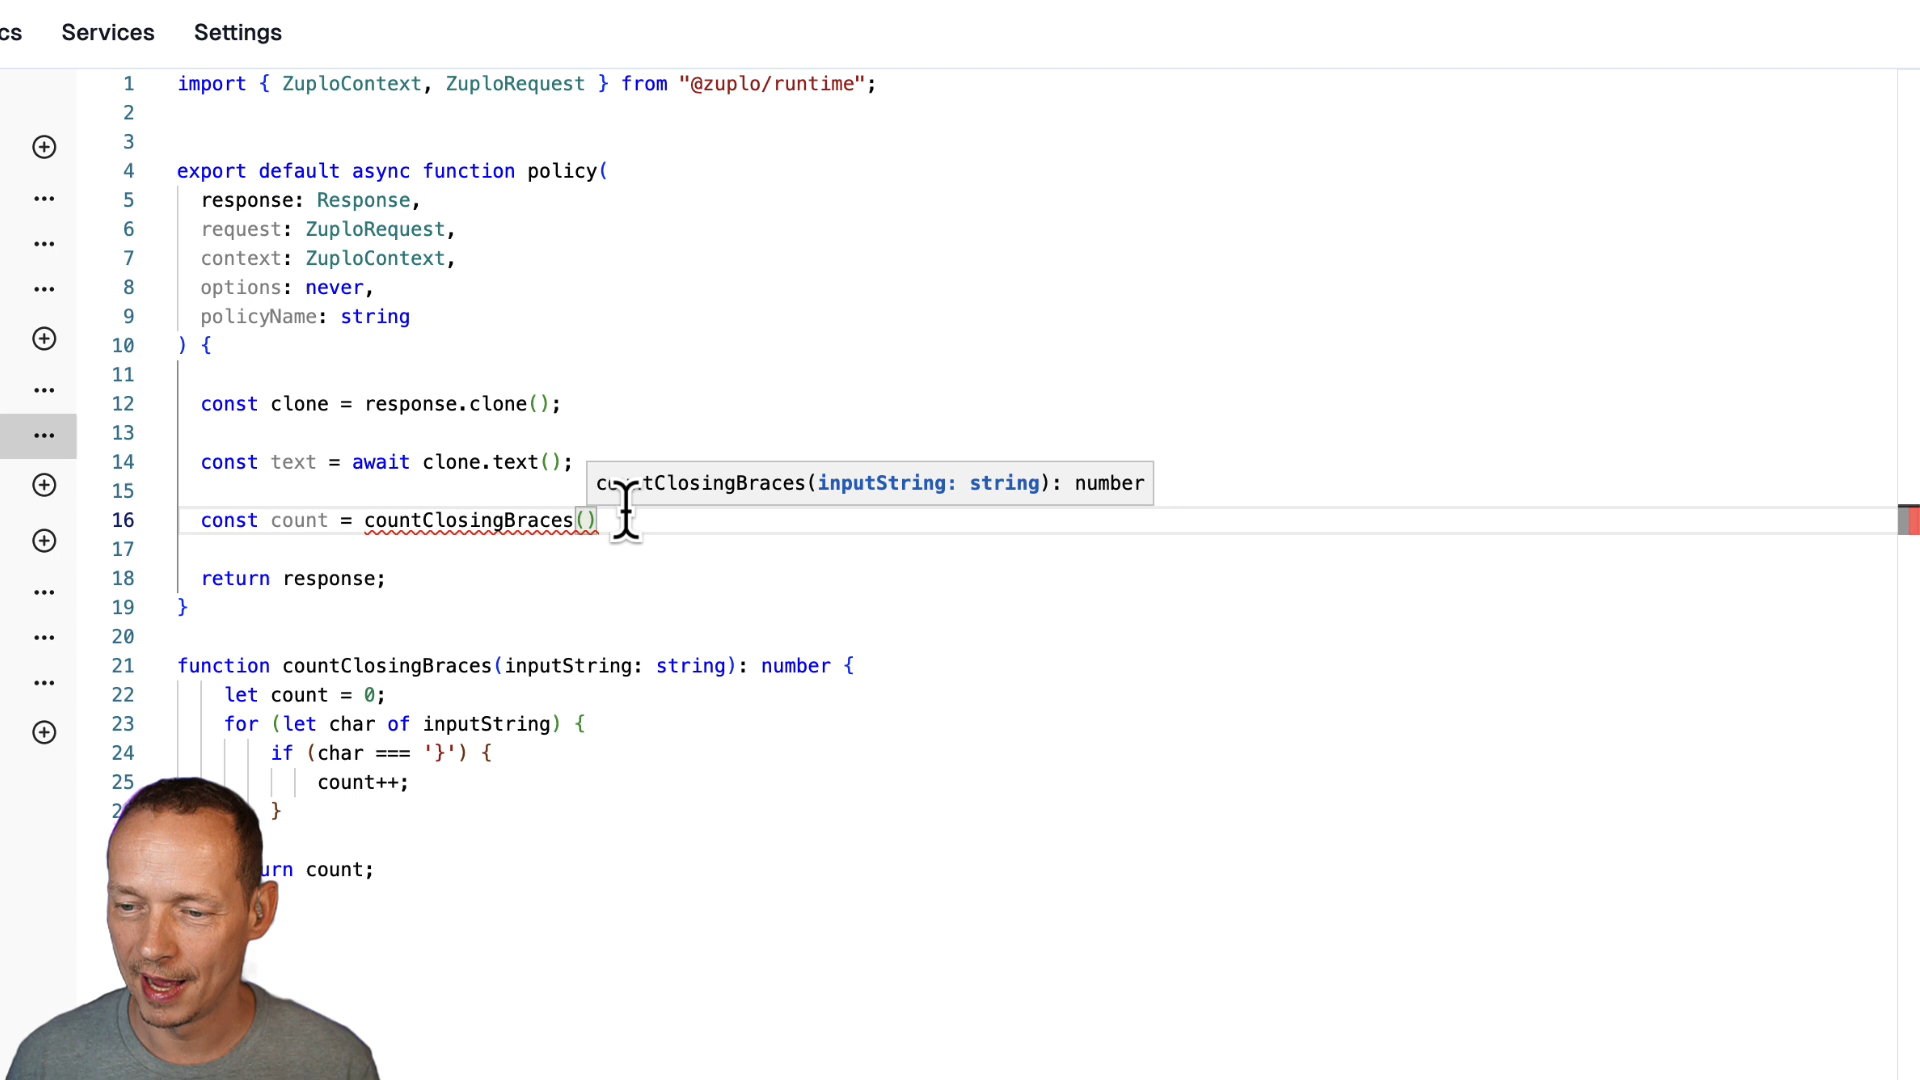 cs Services Settings
1 import { ZuploContext, ZuploRequest } from "@zuplo/runtime";
2
3
4 export default async function policy(
5 response: Response,
6 request: ZuploRequest,
7 context: ZuploContext,
8 options: never,
9 policyName: string
10 ) {
11
12 const clone = response.clone();
13
14 const text = await clone.text();
countClosingBraces(inputString: string): number
15
16 const count = countClosingBraces()
17
18 return response;
19 }
20
21 function countClosingBraces(inputString: string): number {
22 let count = 0;
23 for (let char of inputString) {
24 if (char === '}') {
25 count++;
2 }
urn count;